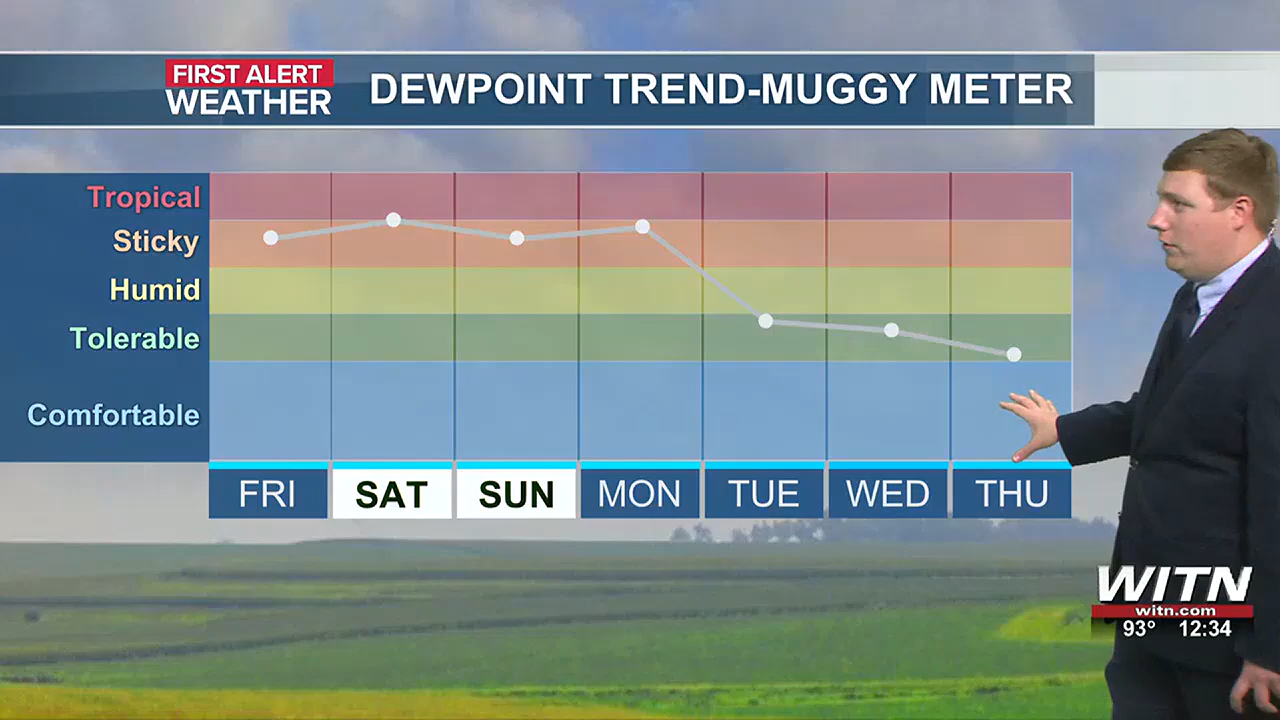 FIRST ALERT
WEATHER
DEWPOINT TREND-MUGGY METER
Tropical
Sticky
Humid
Tolerable
Comfortable
FRI SAT SUN MON TUE WED THU
WITN
witn.com
93° 12:34